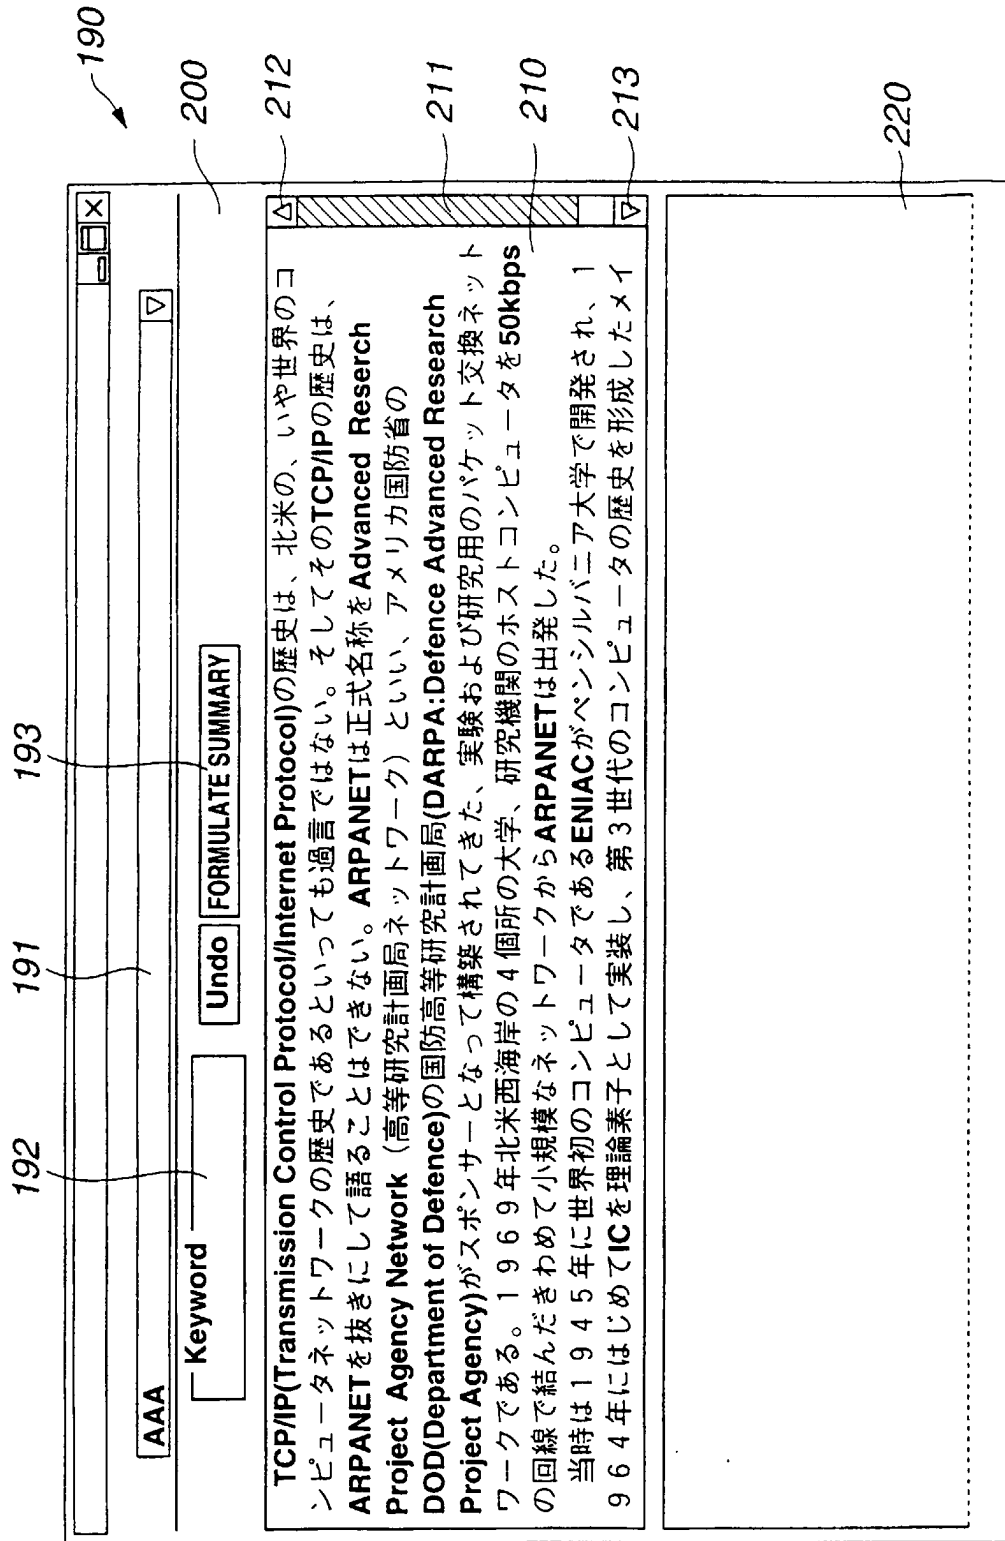 190
193
191
192
200
AAA
Keyword
Undo
FORMULATE SUMMARY
212
211
210
213
220
TCP/IP(Transmission Control Protocol/Internet Protocol)の歴史は、北米の、いや世界のコ
ンピュータネットワークの歴史であるといっても過言ではない。そしてそのTCP/IPの歴史は、
ARPANETを抜きにして語ることはできない。ARPANETは正式名称をAdvanced Reserch
Project Agency Network（高等研究計画局ネットワーク）といい、アメリカ国防省の
DOD(Department of Defence)の国防高等研究計画局(DARPA:Defence Advanced Research
Project Agency)がスポンサーとなって構築されてきた、実験および研究用のパケット交換ネット
ワークである。1969年北米西海岸の4個所の大学、研究機関のホストコンピュータを50kbps
の回線で結んだきわめて小規模なネットワークからARPANETは出発した。
当時は1945年に世界初のコンピュータであるENIACがペンシルバニア大学で開発され、1
964年にはじめてICを理論素子として実装し、第3世代のコンピュータの歴史を形成したメイ